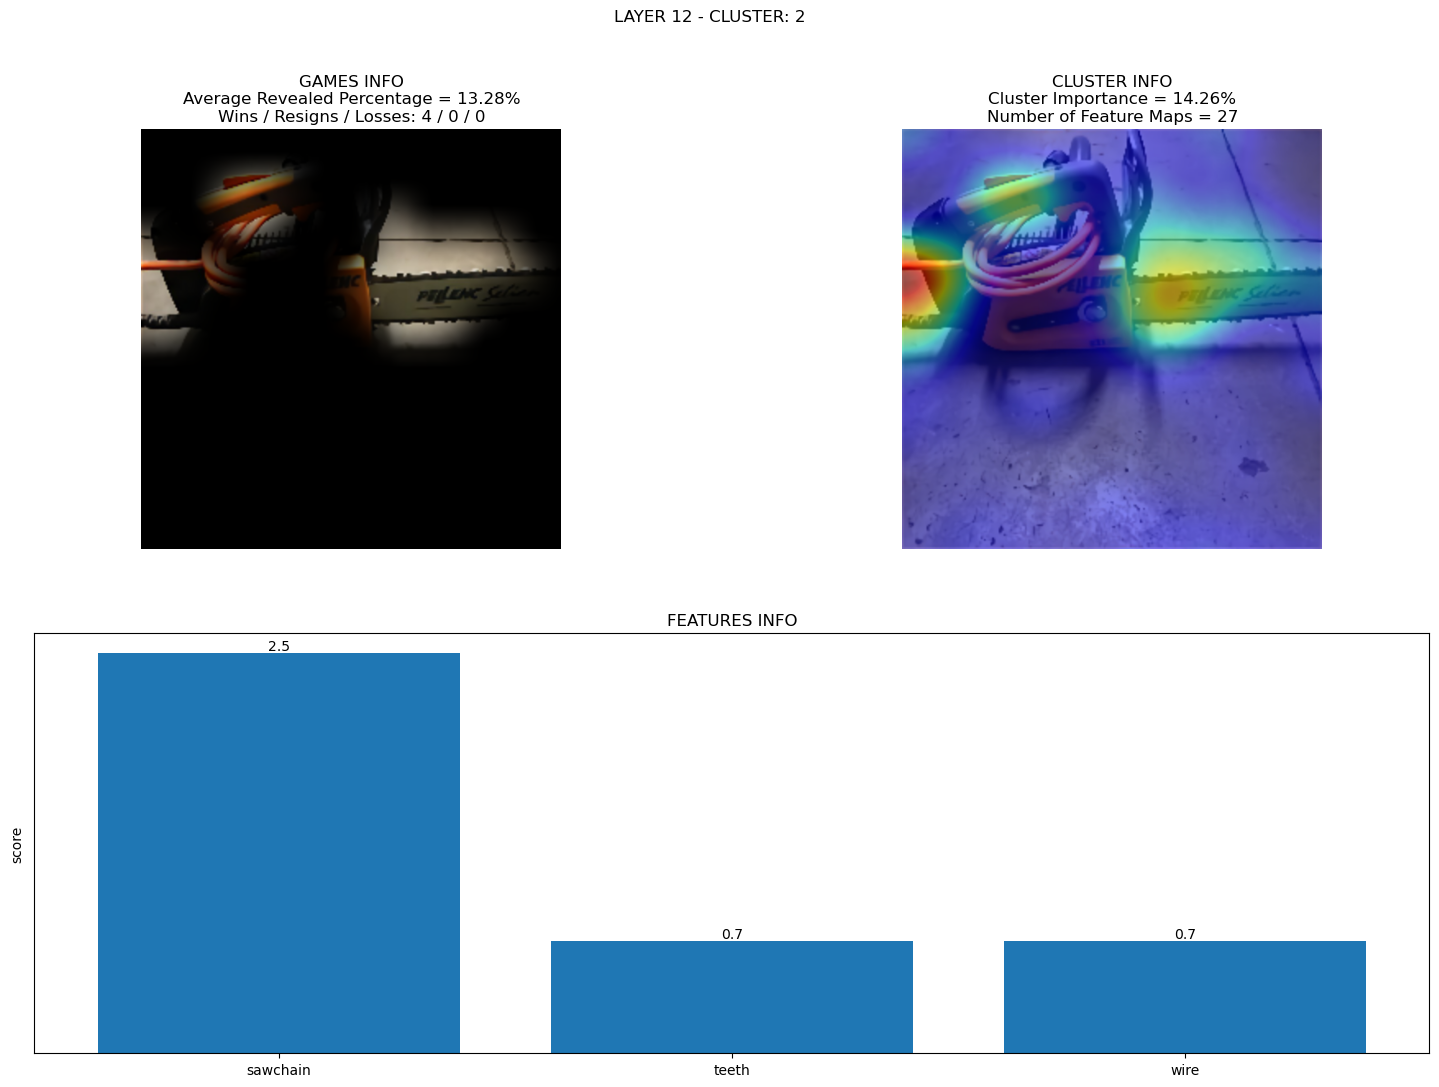 LAYER 12 - CLUSTER: 2
GAMES INFO
Average Revealed Percentage = 13.28%
Wins / Resigns / Losses: 4 / 0 / 0
CLUSTER INFO
Cluster Importance = 14.26%
Number of Feature Maps = 27
PELLENC Selion
PELLENC Selion
FEATURES INFO
score
2.5
0.7
0.7
sawchain
teeth
wire